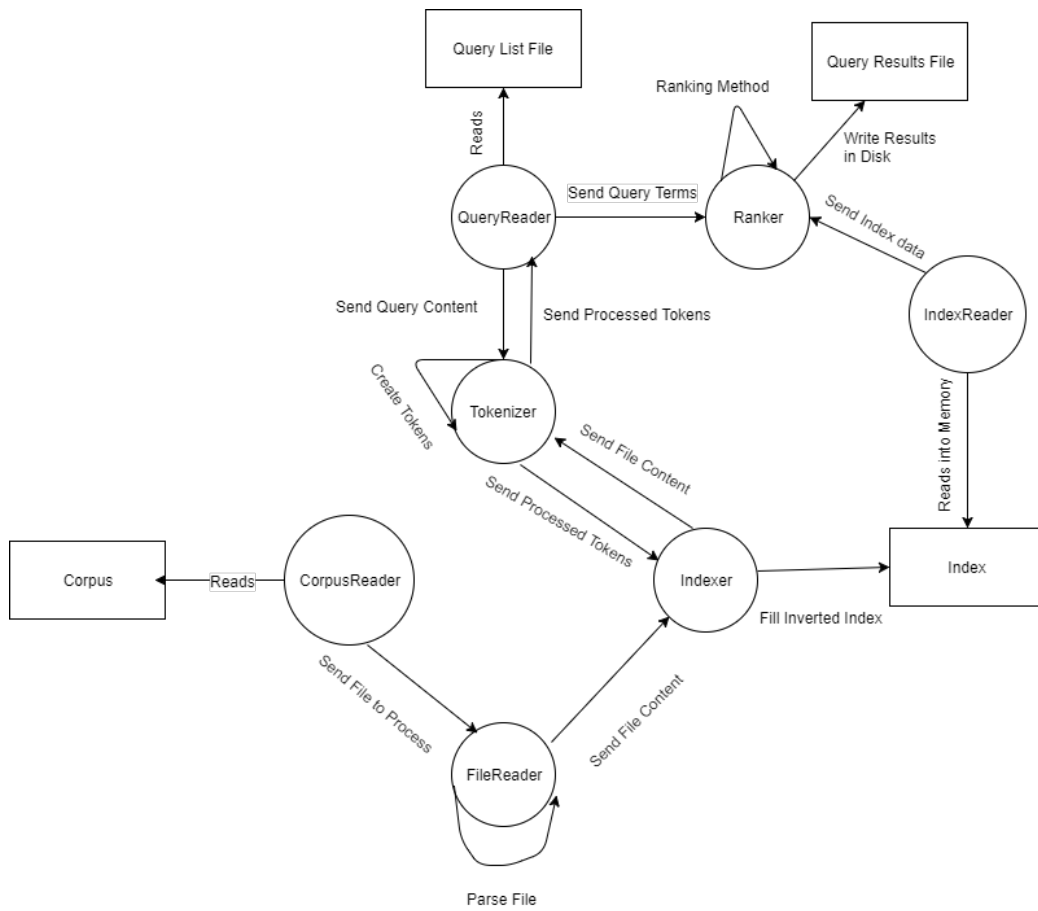 Query List File
Query Results File
Ranking Method
Reads
Write Results
in Disk
Send Query Terms
QueryReader
Ranker
Send Index data
Send Query Content
Send Processed Tokens
IndexReader
Create Tokens
Tokenizer
Send File Content
Reads into Memory
Send Processed Tokens
Corpus
Reads
CorpusReader
Indexer
Index
Fill Inverted Index
Send File to Process
Send File Content
FileReader
Parse File